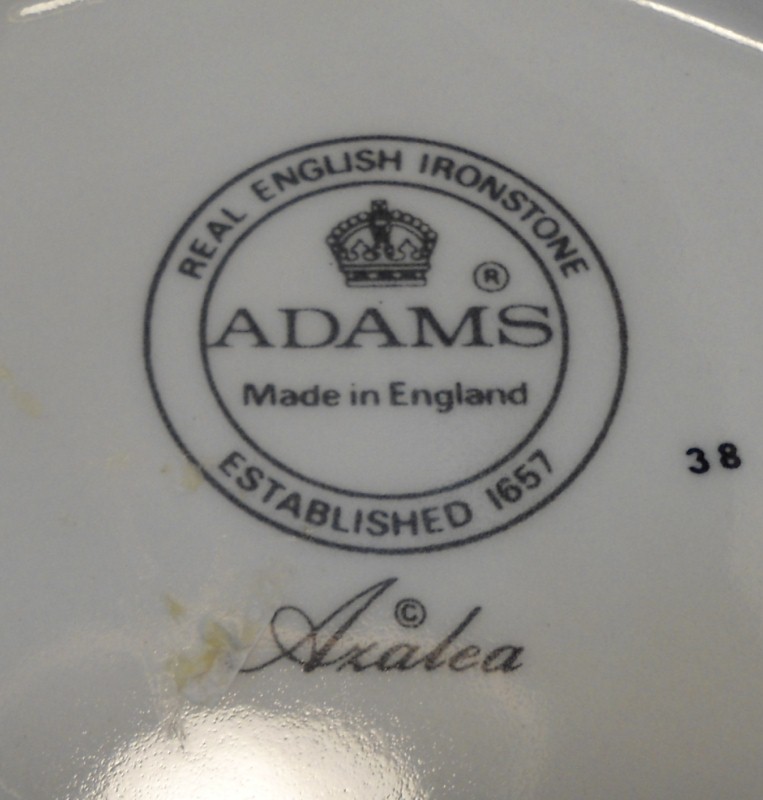 REAL ENGLISH IRONSTONE
®
ADAMS
Made in England
ESTABLISHED 1657
38
©
Azalea